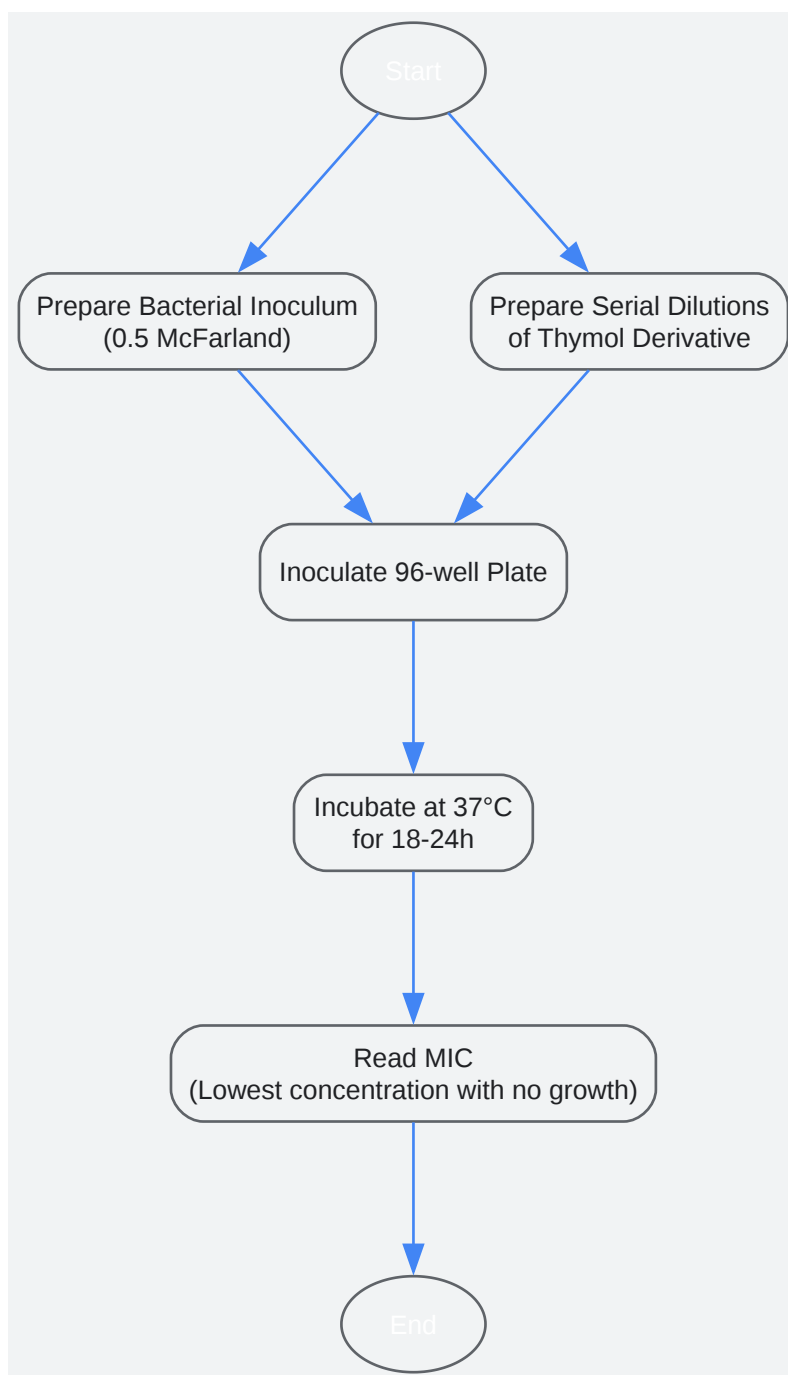 Start
Prepare Bacterial Inoculum
(0.5 McFarland)
Prepare Serial Dilutions
of Thymol Derivative
Inoculate 96-well Plate
Incubate at 37°C
for 18-24h
Read MIC
(Lowest concentration with no growth)
End